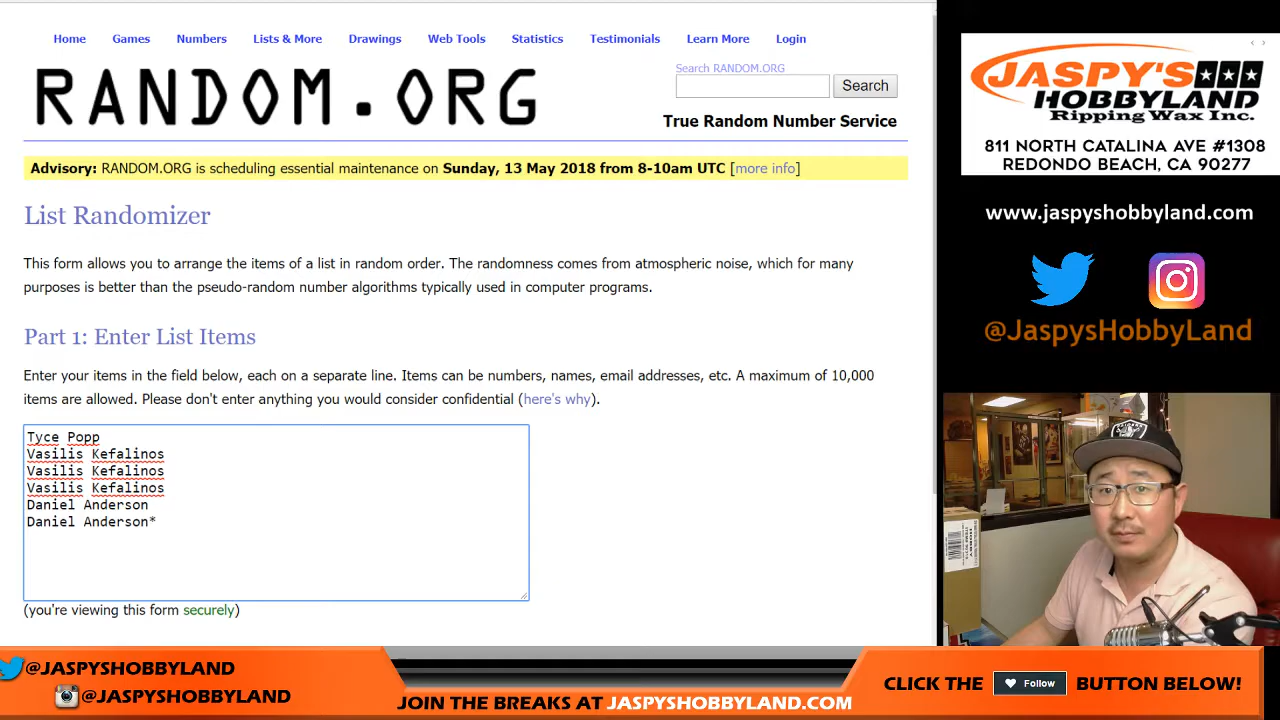 Home Games Numbers Lists & More Drawings Web Tools Statistics Testimonials Learn More Login
RANDOM.ORG
Search RANDOM.ORG
Search
True Random Number Service
Advisory: RANDOM.ORG is scheduling essential maintenance on Sunday, 13 May 2018 from 8-10am UTC [more info]
List Randomizer
This form allows you to arrange the items of a list in random order. The randomness comes from atmospheric noise, which for many
purposes is better than the pseudo-random number algorithms typically used in computer programs.
Part 1: Enter List Items
Enter your items in the field below, each on a separate line. Items can be numbers, names, email addresses, etc. A maximum of 10,000
items are allowed. Please don't enter anything you would consider confidential (here's why).
Tyce Popp
Vasilis Kefalinos
Vasilis Kefalinos
Vasilis Kefalinos
Daniel Anderson
Daniel Anderson*
(you're viewing this form securely)
JASPY'S
HOBBYLAND
Ripping Wax Inc.
811 NORTH CATALINA AVE #1308
REDONDO BEACH, CA 90277
www.jaspyshobbyland.com
@JaspysHobbyLand
@JASPYSHOBBYLAND
@JASPYSHOBBYLAND
JOIN THE BREAKS AT JASPYSHOBBYLAND.COM
CLICK THE Follow BUTTON BELOW!